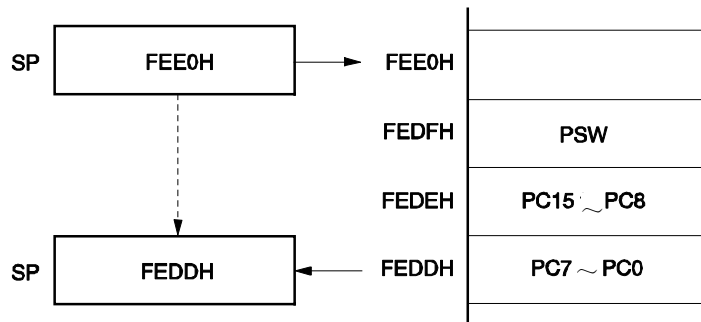 SP FEE0H FEE0H
FEDFH PSW
FEDEH PC15 ~ PC8
SP FEDDH FEDDH PC7 ~ PC0